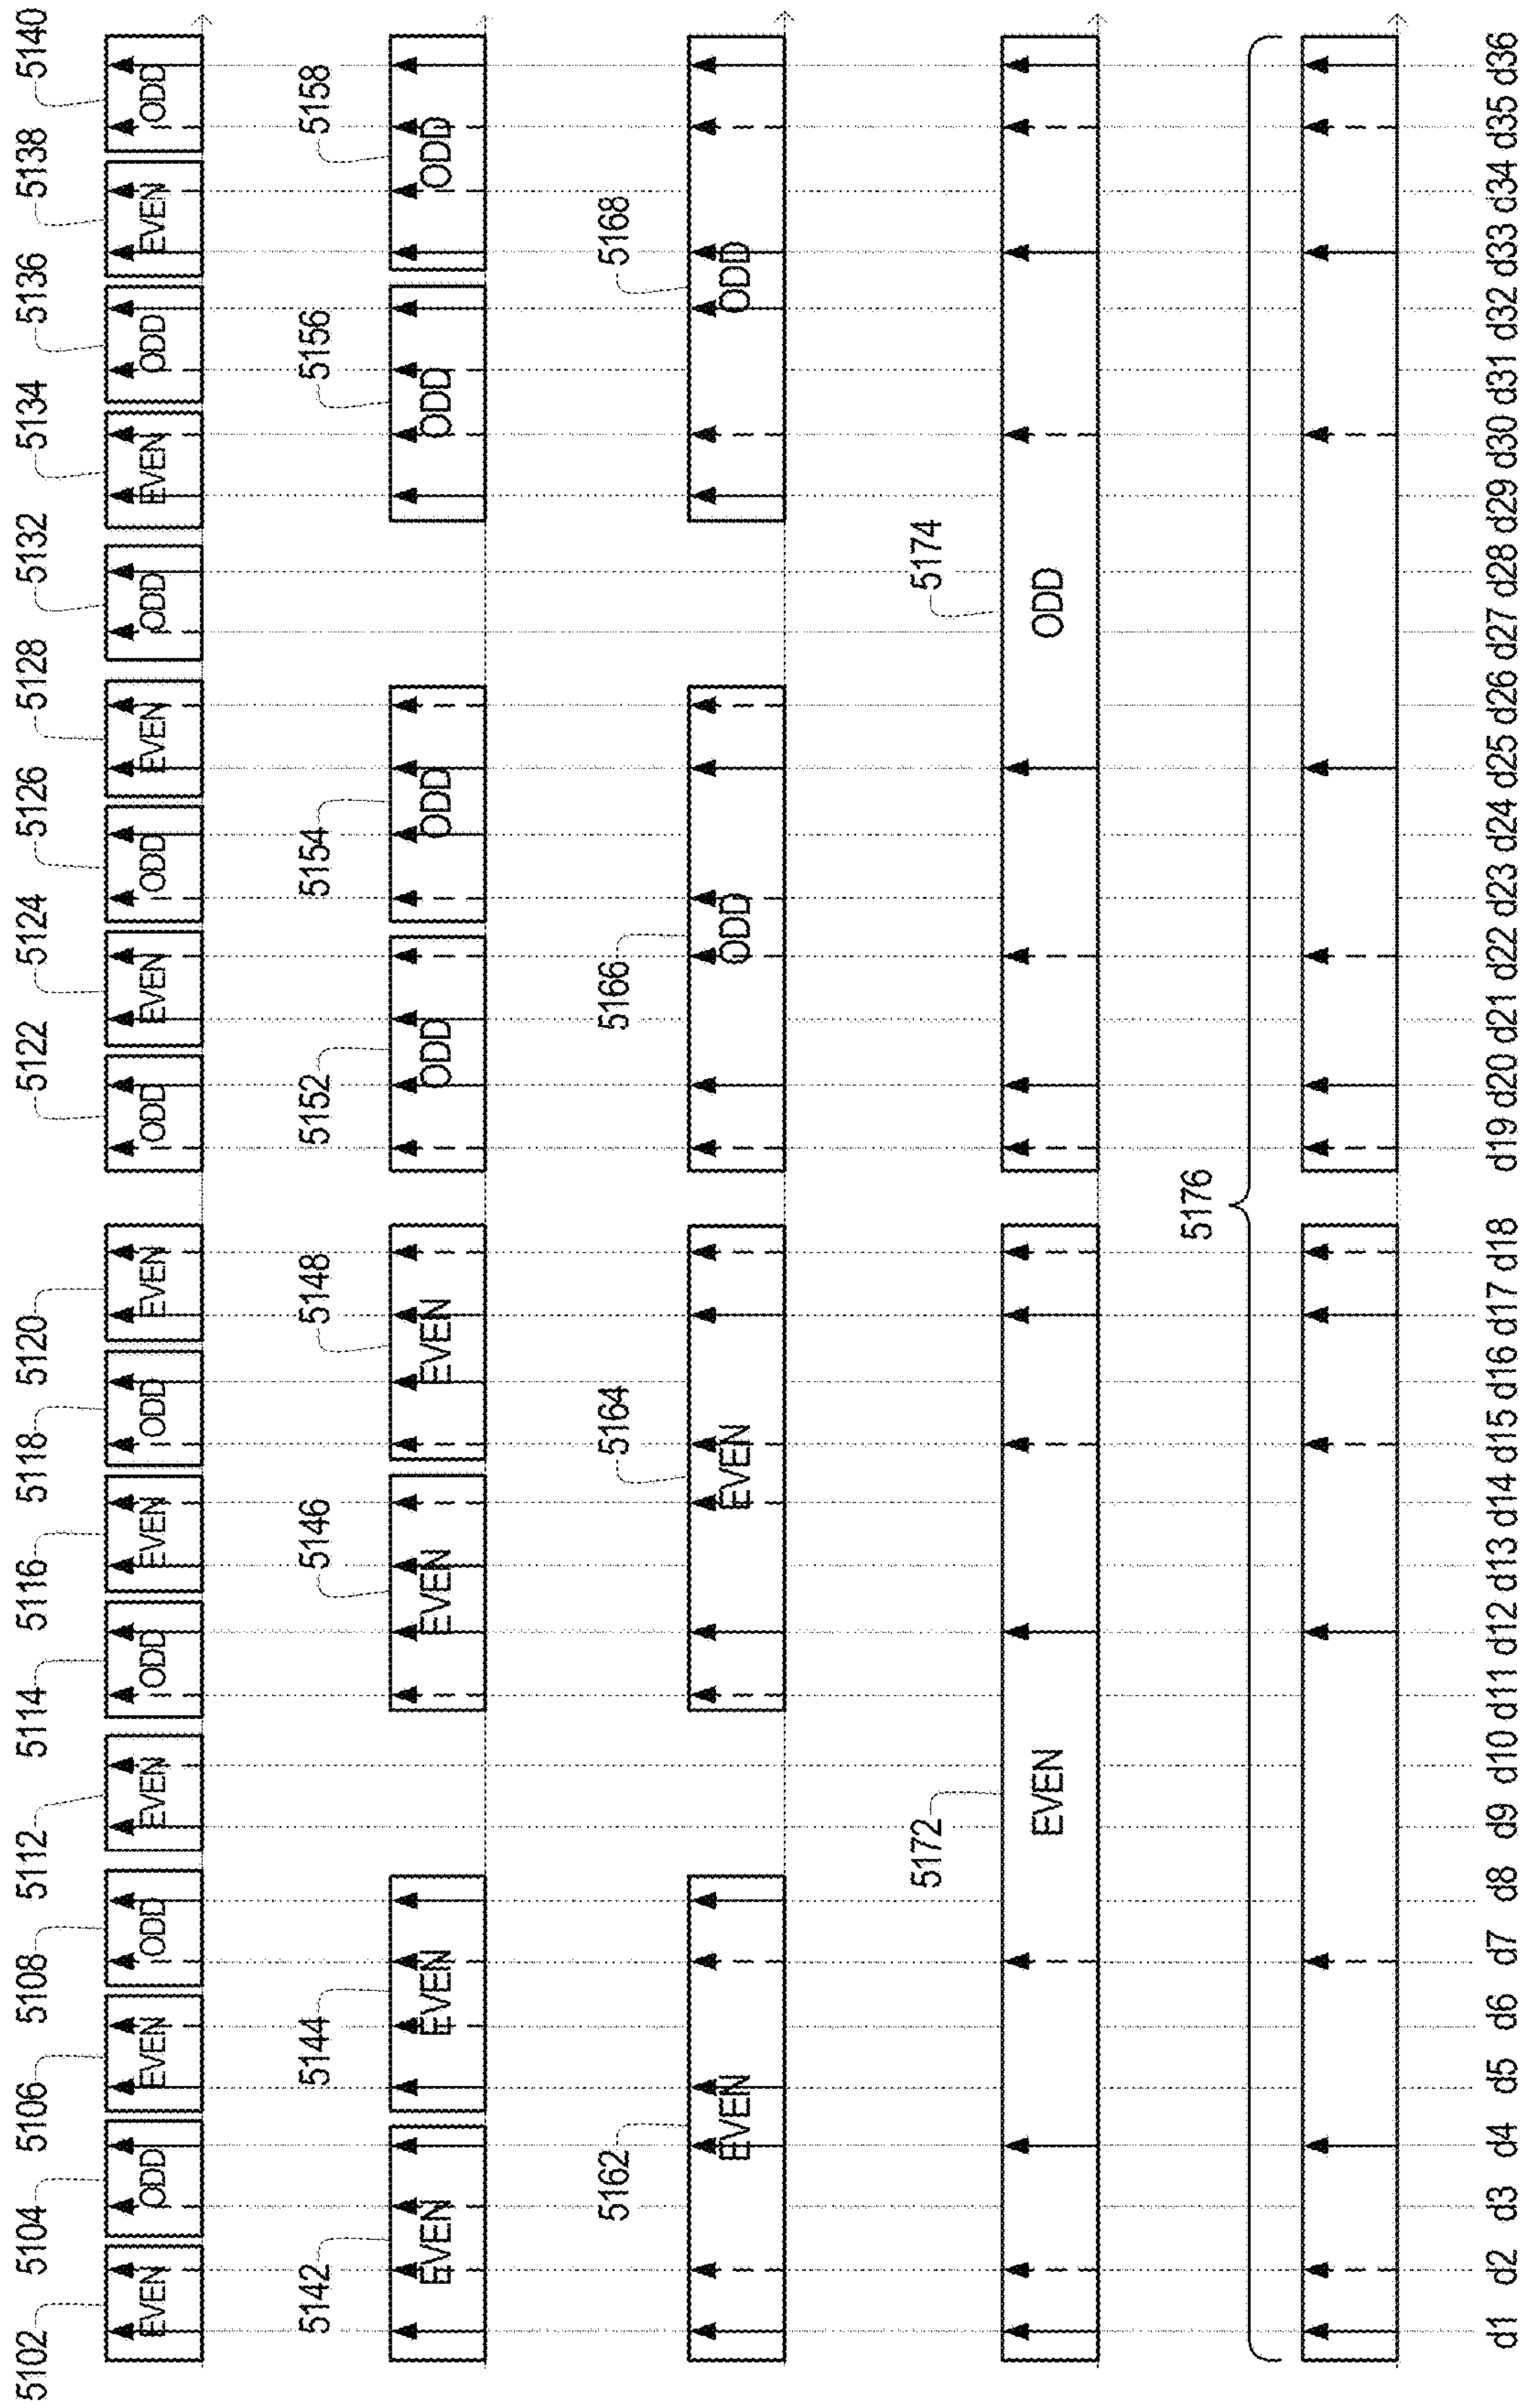 5102 5104 5106 5108 5112 5114 5116 5118 5120 5122 5124 5126 5128 5132 5134 5136 5138 5140
EVEN ODD EVEN ODD EVEN ODD EVEN ODD EVEN ODD EVEN ODD EVEN ODD EVEN ODD EVEN ODD
5142 5144 5146 5148 5152 5154 5156 5158
EVEN EVEN EVEN EVEN ODD ODD ODD ODD
5162 5164 5166 5168
EVEN EVEN ODD ODD
5172 5174
EVEN ODD
5176
d1 d2 d3 d4 d5 d6 d7 d8 d9 d10 d11 d12 d13 d14 d15 d16 d17 d18 d19 d20 d21 d22 d23 d24 d25 d26 d27 d28 d29 d30 d31 d32 d33 d34 d35 d36